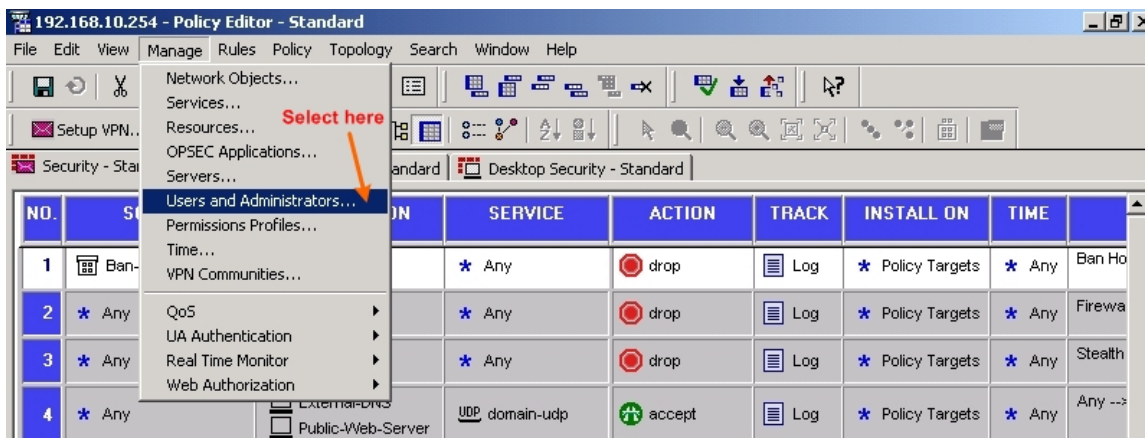 192.168.10.254 - Policy Editor - Standard
File Edit View Manage Rules Policy Topology Search Window Help
Network Objects...
Services...
Resources...
OPSEC Applications...
Servers...
Users and Administrators...
Permissions Profiles...
Time...
VPN Communities...
QoS
UA Authentication
Real Time Monitor
Web Authorization
Select here
Setup VPN..
Security - Sta
andard
Desktop Security - Standard
NO. S ON SERVICE ACTION TRACK INSTALL ON TIME
1 Ban- * Any drop Log * Policy Targets * Any Ban Ho
2 * Any * Any drop Log * Policy Targets * Any Firewa
3 * Any * Any drop Log * Policy Targets * Any Stealth
4 * Any External-DNS
Public-Web-Server UDP domain-udp accept Log * Policy Targets * Any Any --